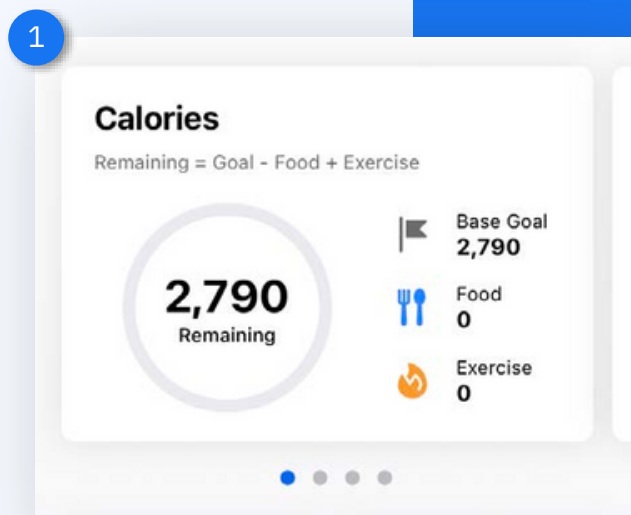 1
Calories
Remaining = Goal - Food + Exercise
2,790
Remaining
Base Goal
2,790
Food
0
Exercise
0